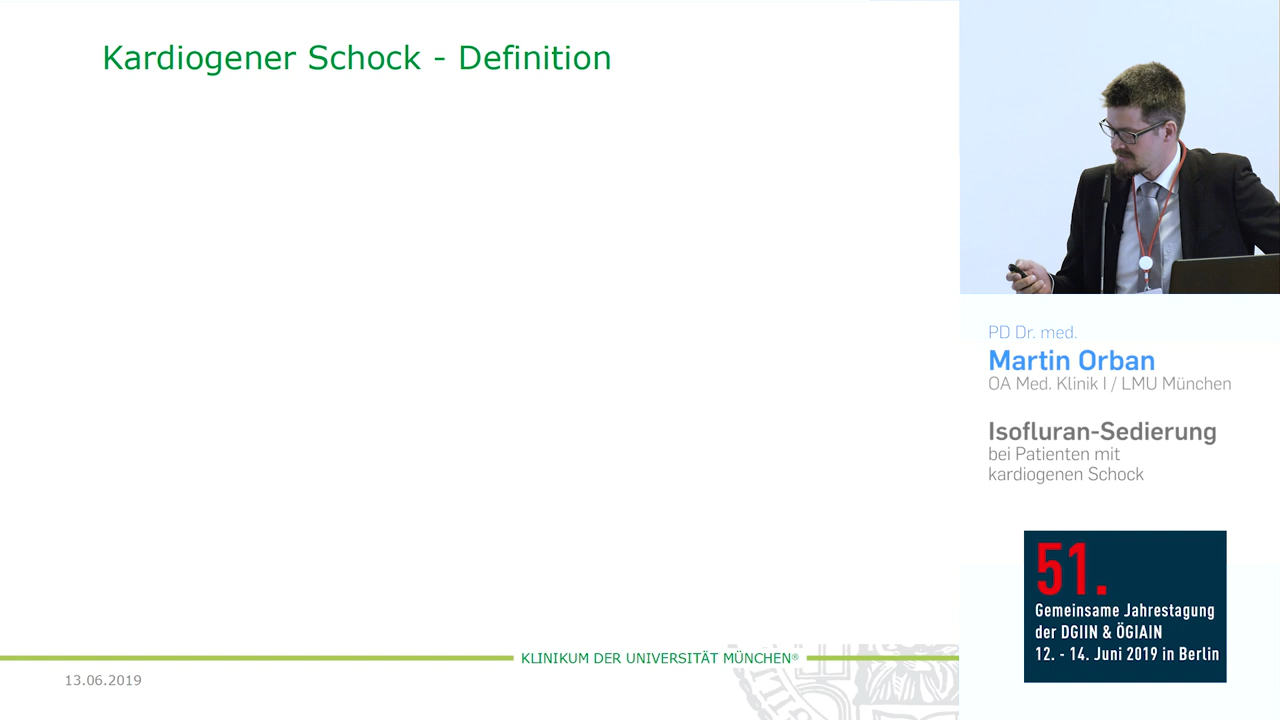 Kardiogener Schock - Definition
KLINIKUM DER UNIVERSITÄT MÜNCHEN®
13.06.2019
PD Dr. med.
Martin Orban
OA Med. Klinik I / LMU München
Isofluran-Sedierung
bei Patienten mit
kardiogenen Schock
51.
Gemeinsame Jahrestagung
der DGIIN & ÖGIAIN
12. - 14. Juni 2019 in Berlin